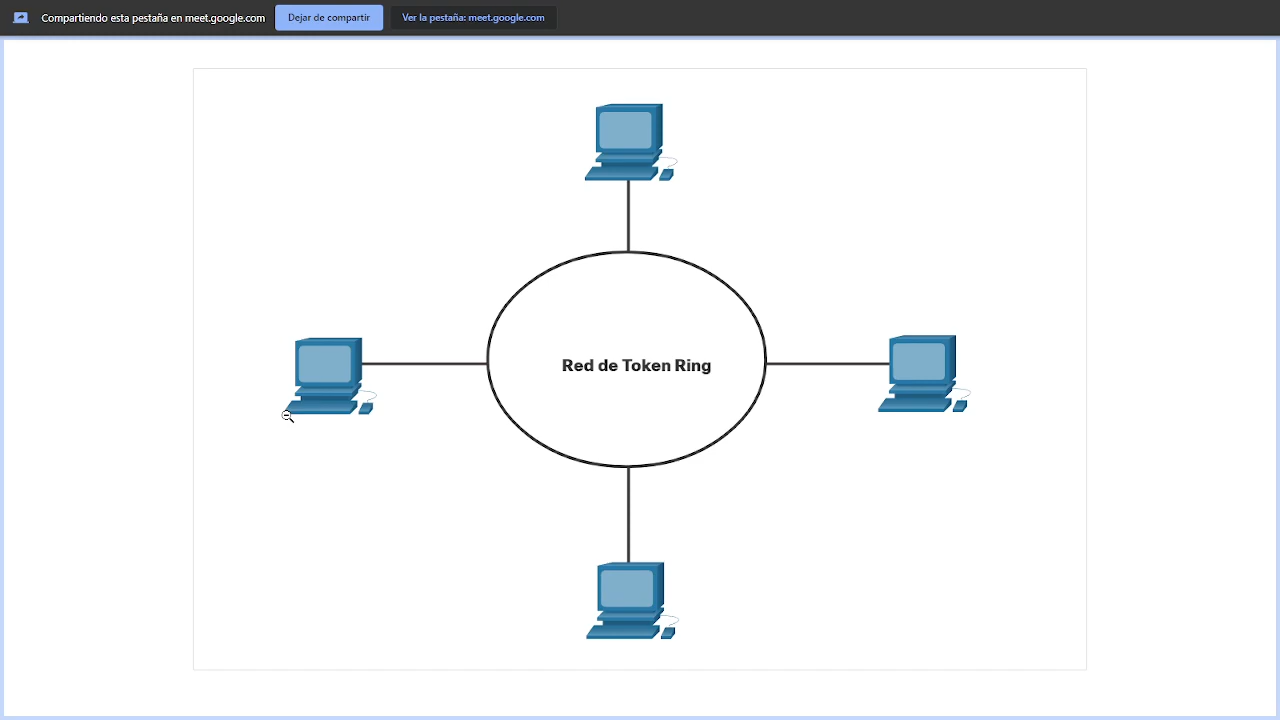 Compartiendo esta pestaña en meet.google.com
Dejar de compartir
Ver la pestaña: meet.google.com
Red de Token Ring